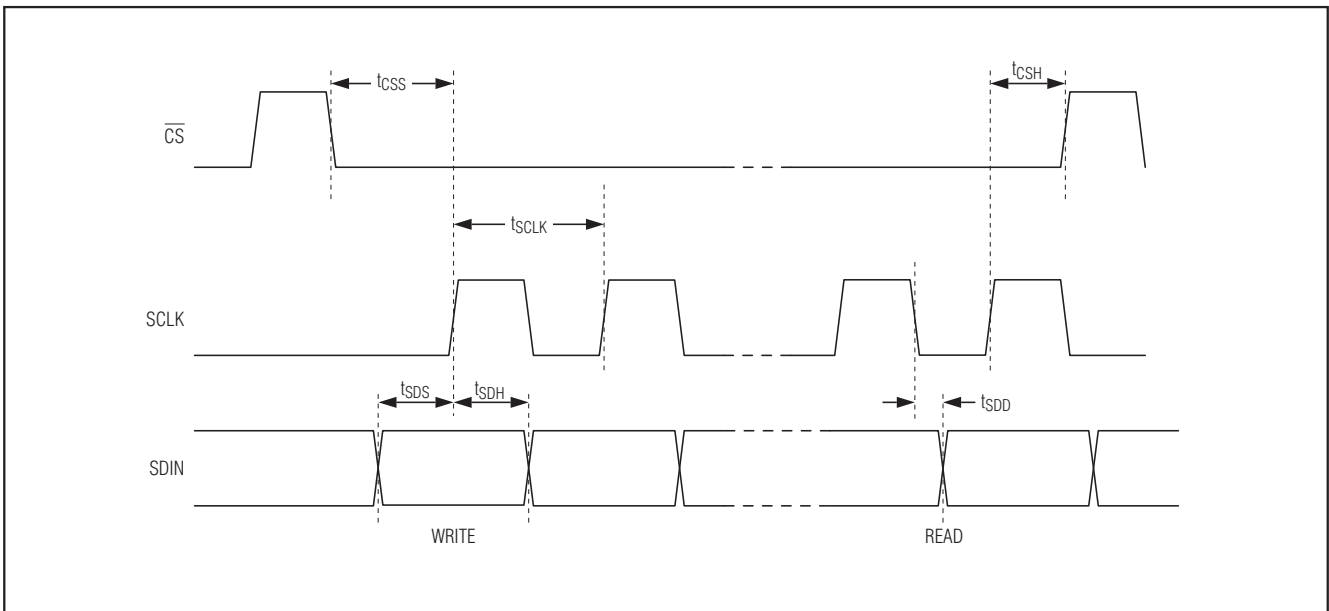 tCSS
tCSH
CS
tSCLK
SCLK
tSDS
tSDH
tSDD
SDIN
WRITE
READ